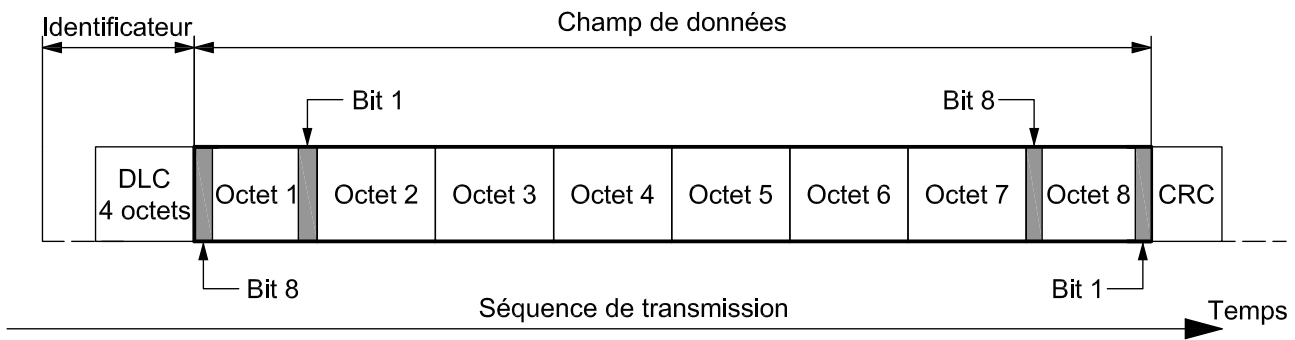 Identificateur
Champ de données
Bit 1
Bit 8
DLC
4 octets
Octet 1
Octet 2
Octet 3
Octet 4
Octet 5
Octet 6
Octet 7
Octet 8
CRC
Bit 8
Bit 1
Séquence de transmission
Temps